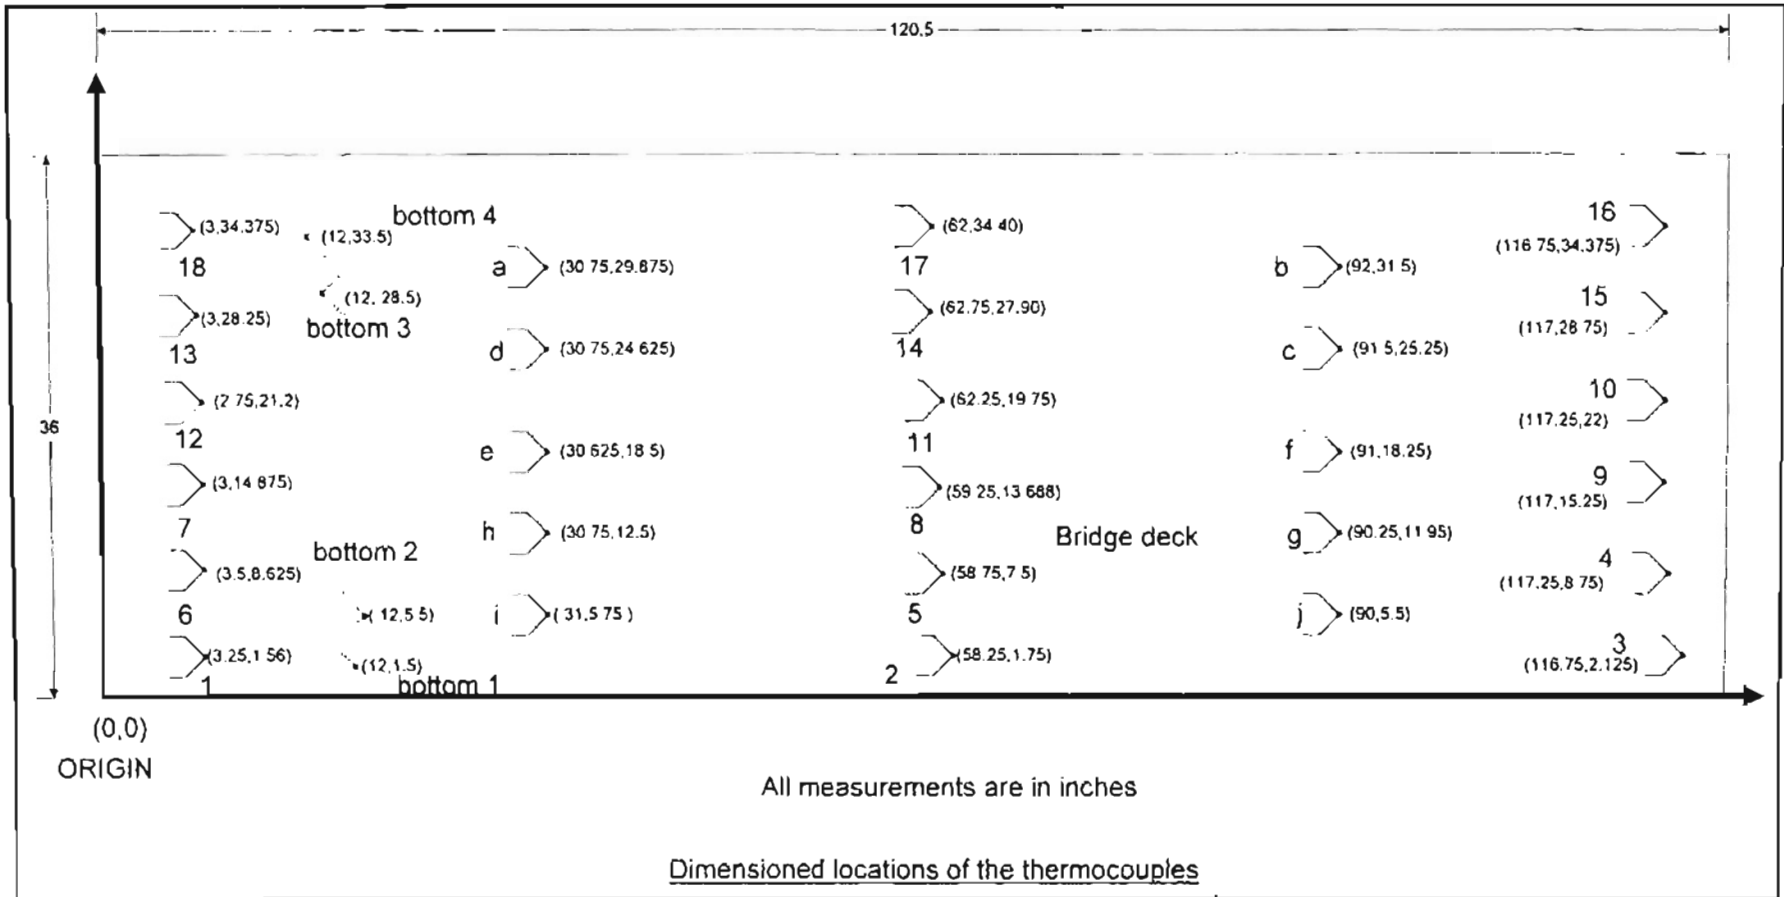 120.5
bottom 4
16
(3,34.375)
(12,33.5)
(62,34 40)
(116 75,34.375)
18
a
(30 75,29.875)
17
b
(92,31 5)
(12, 28.5)
15
(3,28.25)
bottom 3
(62.75,27.90)
(117,28 75)
13
d
(30 75,24 625)
14
c
(91 5,25.25)
10
(2 75,21.2)
(62.25,19 75)
(117.25,22)
36
12
e
(30 625,18 5)
11
f
(91,18.25)
9
(3,14 875)
(59 25,13 688)
(117,15.25)
7
h
(30 75,12.5)
8
Bridge deck
g
(90.25,11 95)
bottom 2
4
(3.5,8.625)
(58 75,7 5)
(117.25,8 75)
6
( 12,5 5)
i
( 31,5 75 )
5
j
(90,5.5)
3
(3.25,1 56)
(12,1.5)
(58.25,1.75)
(116.75,2.125)
1
bottom 1
2
(0,0)
ORIGIN
All measurements are in inches
Dimensioned locations of the thermocouples